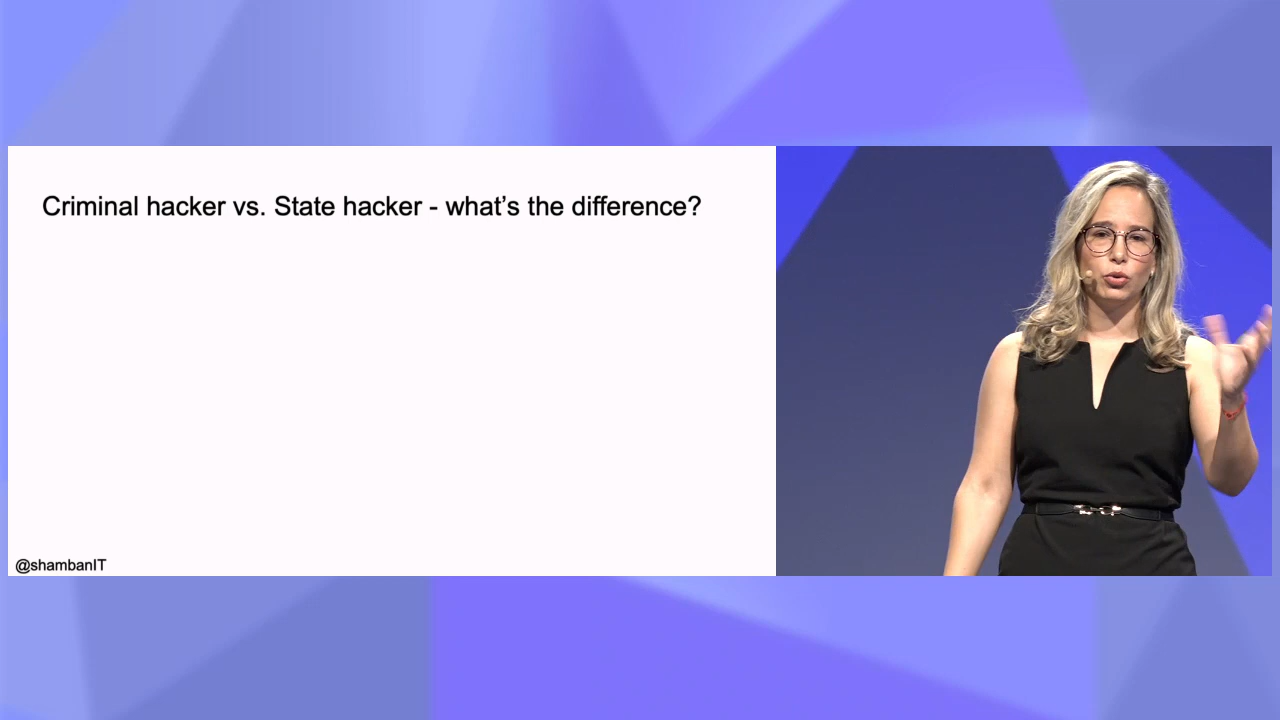 Criminal hacker vs. State hacker - what’s the difference?
@shambanIT